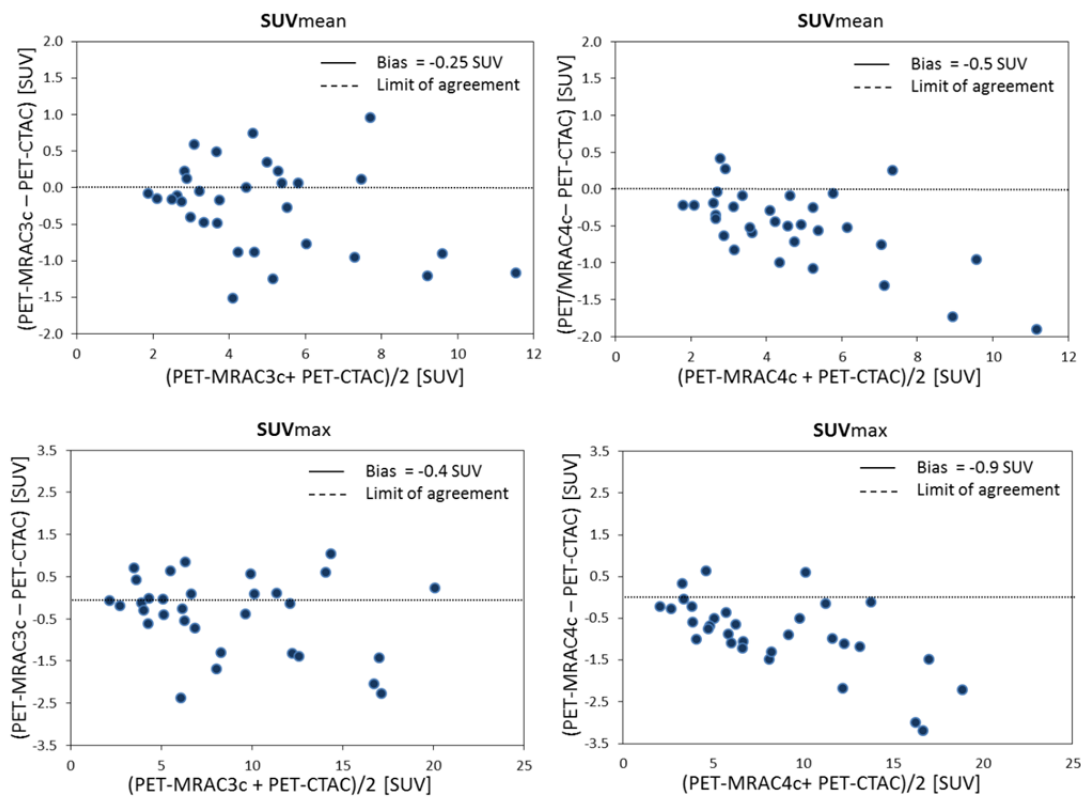 SUVmean
2.0
1.5
1.0
0.5
0.0
-0.5
-1.0
-1.5
-2.0
0 2 4 6 8 10 12
(PET-MRAC3c – PET-CTAC) [SUV]
(PET-MRAC3c+ PET-CTAC)/2 [SUV]
Bias = -0.25 SUV
Limit of agreement
SUVmean
2.0
1.5
1.0
0.5
0.0
-0.5
-1.0
-1.5
-2.0
0 2 4 6 8 10 12
(PET/MRAC4c– PET-CTAC) [SUV]
(PET-MRAC4c + PET-CTAC)/2 [SUV]
Bias = -0.5 SUV
Limit of agreement
SUVmax
3.5
2.5
1.5
0.5
-0.5
-1.5
-2.5
-3.5
0 5 10 15 20 25
(PET-MRAC3c – PET-CTAC) [SUV]
(PET-MRAC3c + PET-CTAC)/2 [SUV]
Bias = -0.4 SUV
Limit of agreement
SUVmax
3.5
2.5
1.5
0.5
-0.5
-1.5
-2.5
-3.5
0 5 10 15 20 25
(PET-MRAC4c – PET-CTAC) [SUV]
(PET-MRAC4c+ PET-CTAC)/2 [SUV]
Bias = -0.9 SUV
Limit of agreement